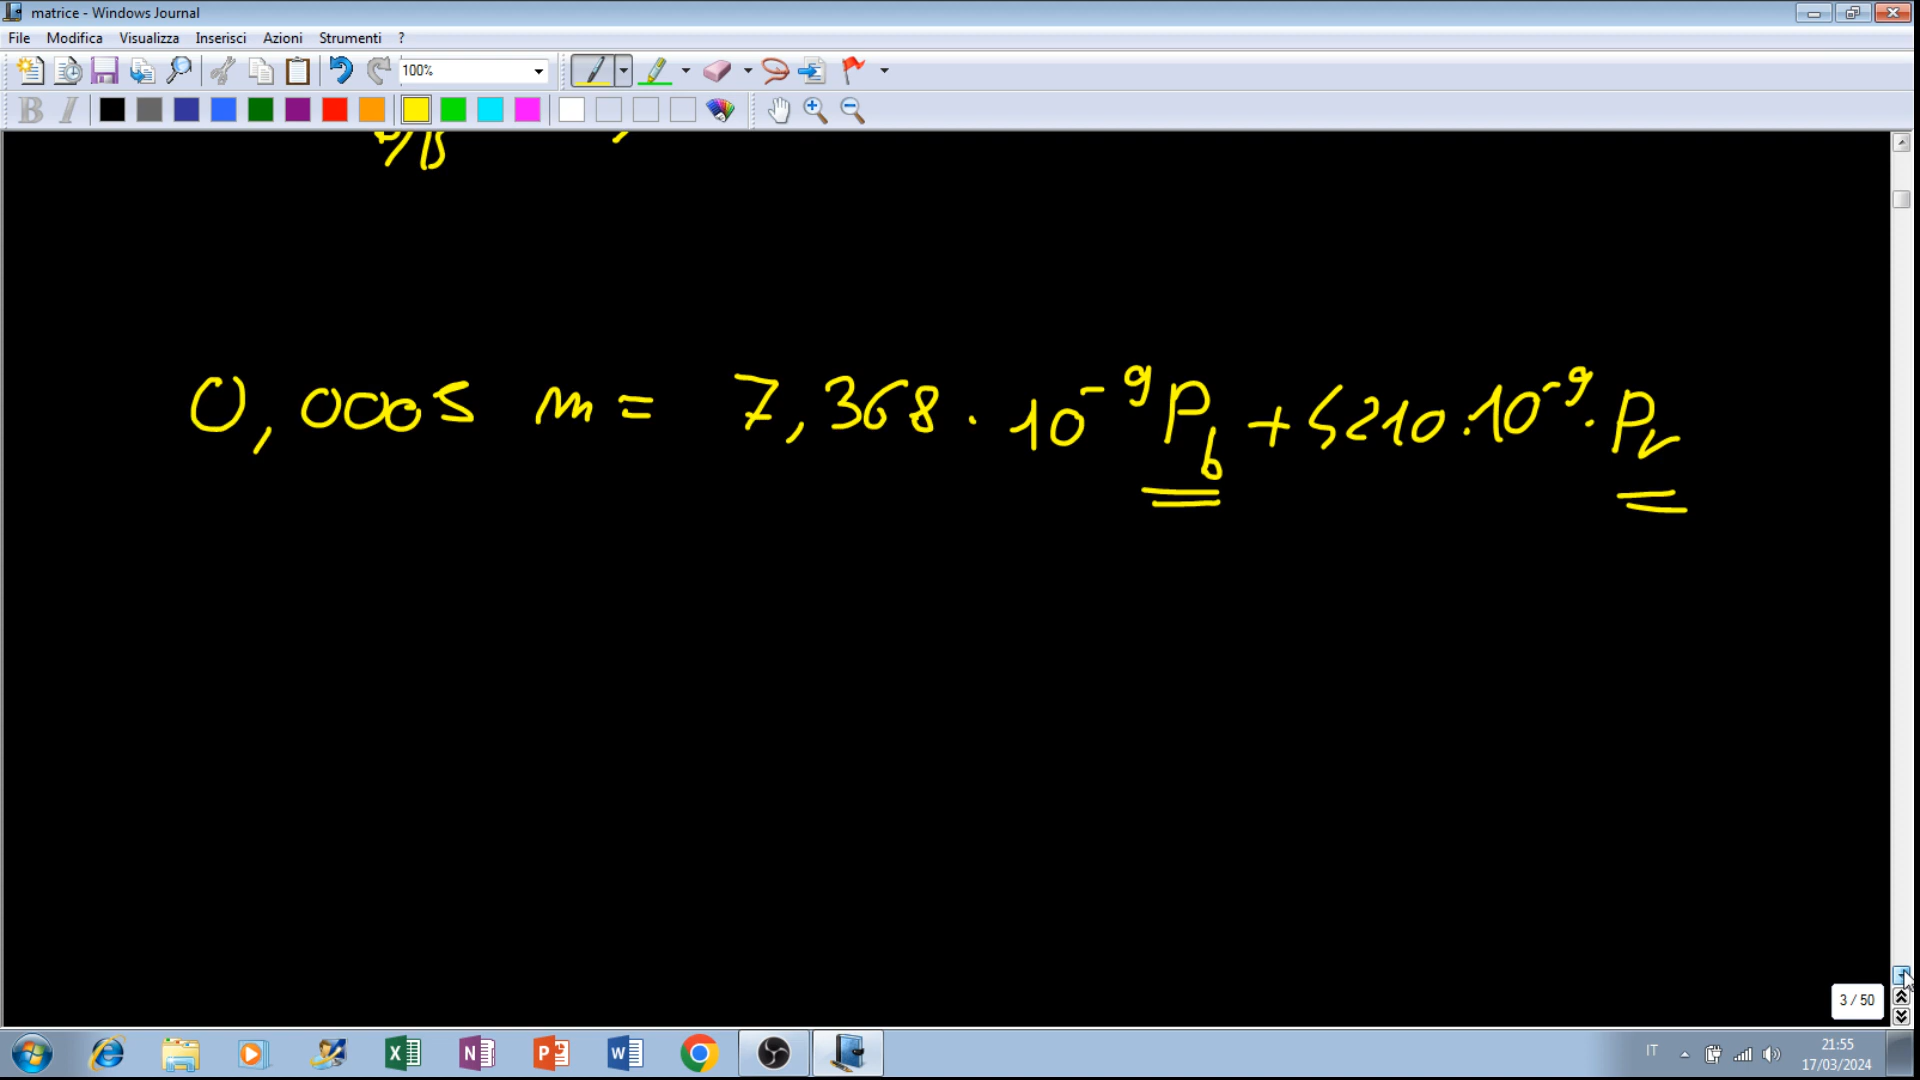 matrice - Windows Journal
File Modifica Visualizza Inserisci Azioni Strumenti ?
100%
B I
0,0005 m = 7,368 · 10⁻⁹ P_b + 5210 · 10⁻⁹ · P_v
3 / 50
IT
21:55
17/03/2024